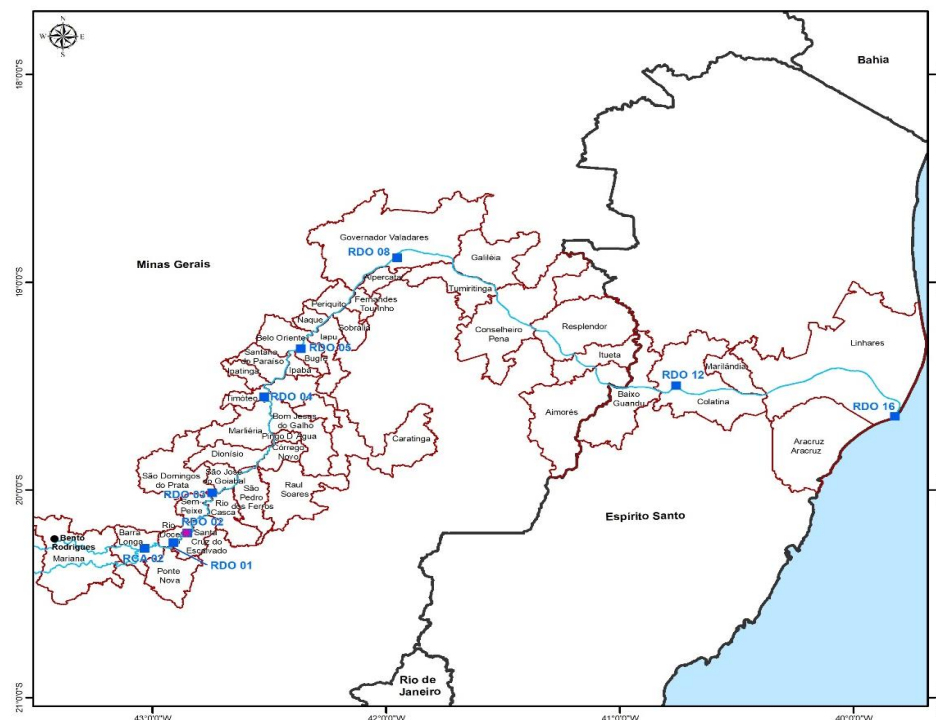 N
W
E
S
Bahia
18°0'0"S
Governador Valadares
RDO 08
Galiléia
Minas Gerais
Alpercata
19°0'0"S
Tumiritinga
Fernandes
Tourinho
Periquito
Naque
Sobrália
Resplendor
Conselheiro
Pena
Belo Oriente
Iapu
Linhares
RDO 05
Bugre
Santana
do Paraíso
Itueta
Marilândia
Ipatinga
Ipaba
RDO 12
Baixo
Guandu
Colatina
Timóteo
RDO 04
RDO 16
Aimorés
Bom Jesus
do Galho
Marliéria
Pingo D´Água
Caratinga
Aracruz
Aracruz
Córrego
Novo
Dionísio
São José
do Goiabal
São Domingos
do Prata
Raul
Soares
São
Pedro
dos Ferros
20°0'0"S
RDO 03
Sem-
Peixe
Rio
Casca
Espírito Santo
RDO 02
Rio
Doce
Santa
Cruz do
Escalvado
Barra
Longa
Bento
Rodrigues
Mariana
RCA 02
RDO 01
Ponte
Nova
Rio de
Janeiro
21°0'0"S
43°0'0"W
42°0'0"W
41°0'0"W
40°0'0"W